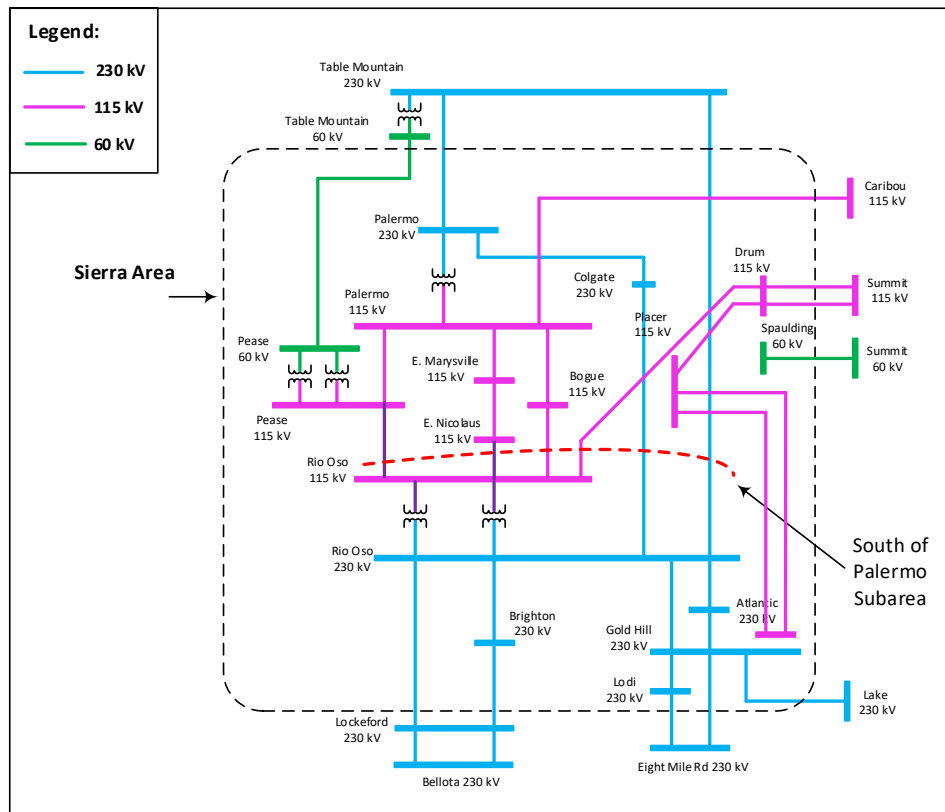 Legend:
230 kV
115 kV
60 kV
Table Mountain
230 kV
Table Mountain
60 kV
Caribou
115 kV
Palermo
230 kV
Drum
115 kV
Sierra Area
Colgate
230 kV
Summit
115 kV
Palermo
115 kV
Placer
115 kV
Spaulding
60 kV
Summit
60 kV
Pease
60 kV
E. Marysville
115 kV
Bogue
115 kV
Pease
115 kV
E. Nicolaus
115 kV
Rio Oso
115 kV
South of
Palermo
Subarea
Rio Oso
230 kV
Brighton
230 kV
Atlantic
230 kV
Gold Hill
230 kV
Lodi
230 kV
Lake
230 kV
Lockeford
230 kV
Bellota 230 kV
Eight Mile Rd 230 kV